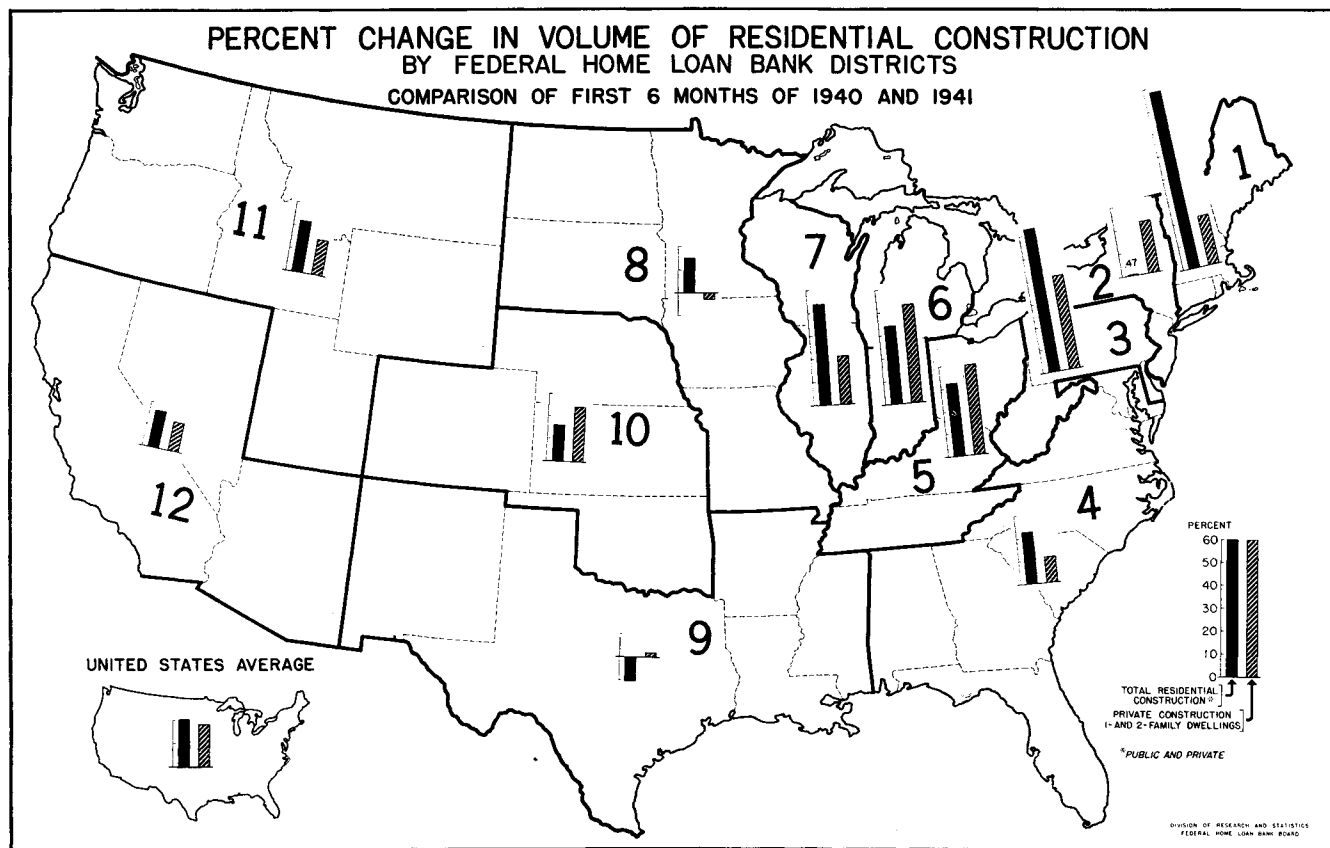 PERCENT CHANGE IN VOLUME OF RESIDENTIAL CONSTRUCTION
BY FEDERAL HOME LOAN BANK DISTRICTS
COMPARISON OF FIRST 6 MONTHS OF 1940 AND 1941
1
11
8
7
6
2
.47
3
10
5
12
4
9
PERCENT
60
50
40
30
20
10
0
TOTAL RESIDENTIAL
CONSTRUCTION*
PRIVATE CONSTRUCTION
1-AND 2-FAMILY DWELLINGS
*PUBLIC AND PRIVATE
UNITED STATES AVERAGE
DIVISION OF RESEARCH AND STATISTICS
FEDERAL HOME LOAN BANK BOARD